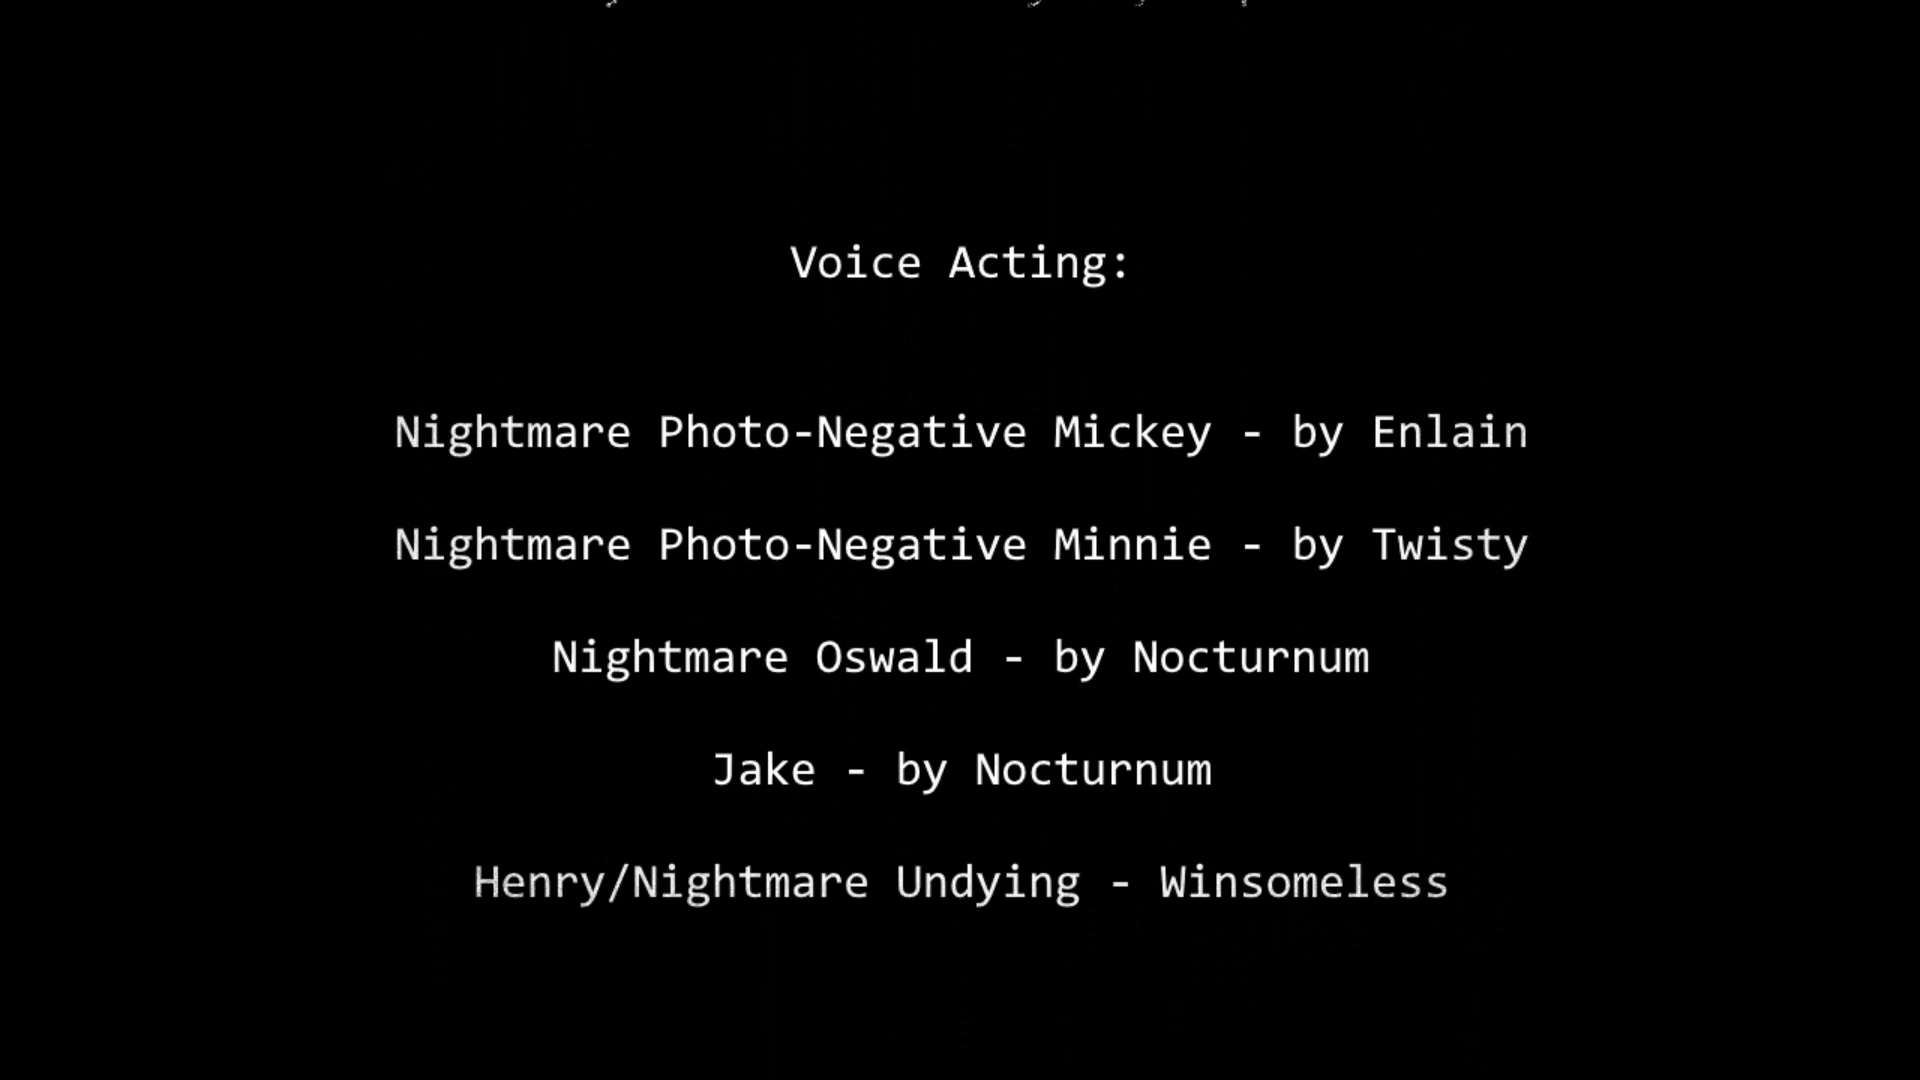 Voice Acting:
Nightmare Photo-Negative Mickey - by Enlain
Nightmare Photo-Negative Minnie - by Twisty
Nightmare Oswald - by Nocturnum
Jake - by Nocturnum
Henry/Nightmare Undying - Winsomeless